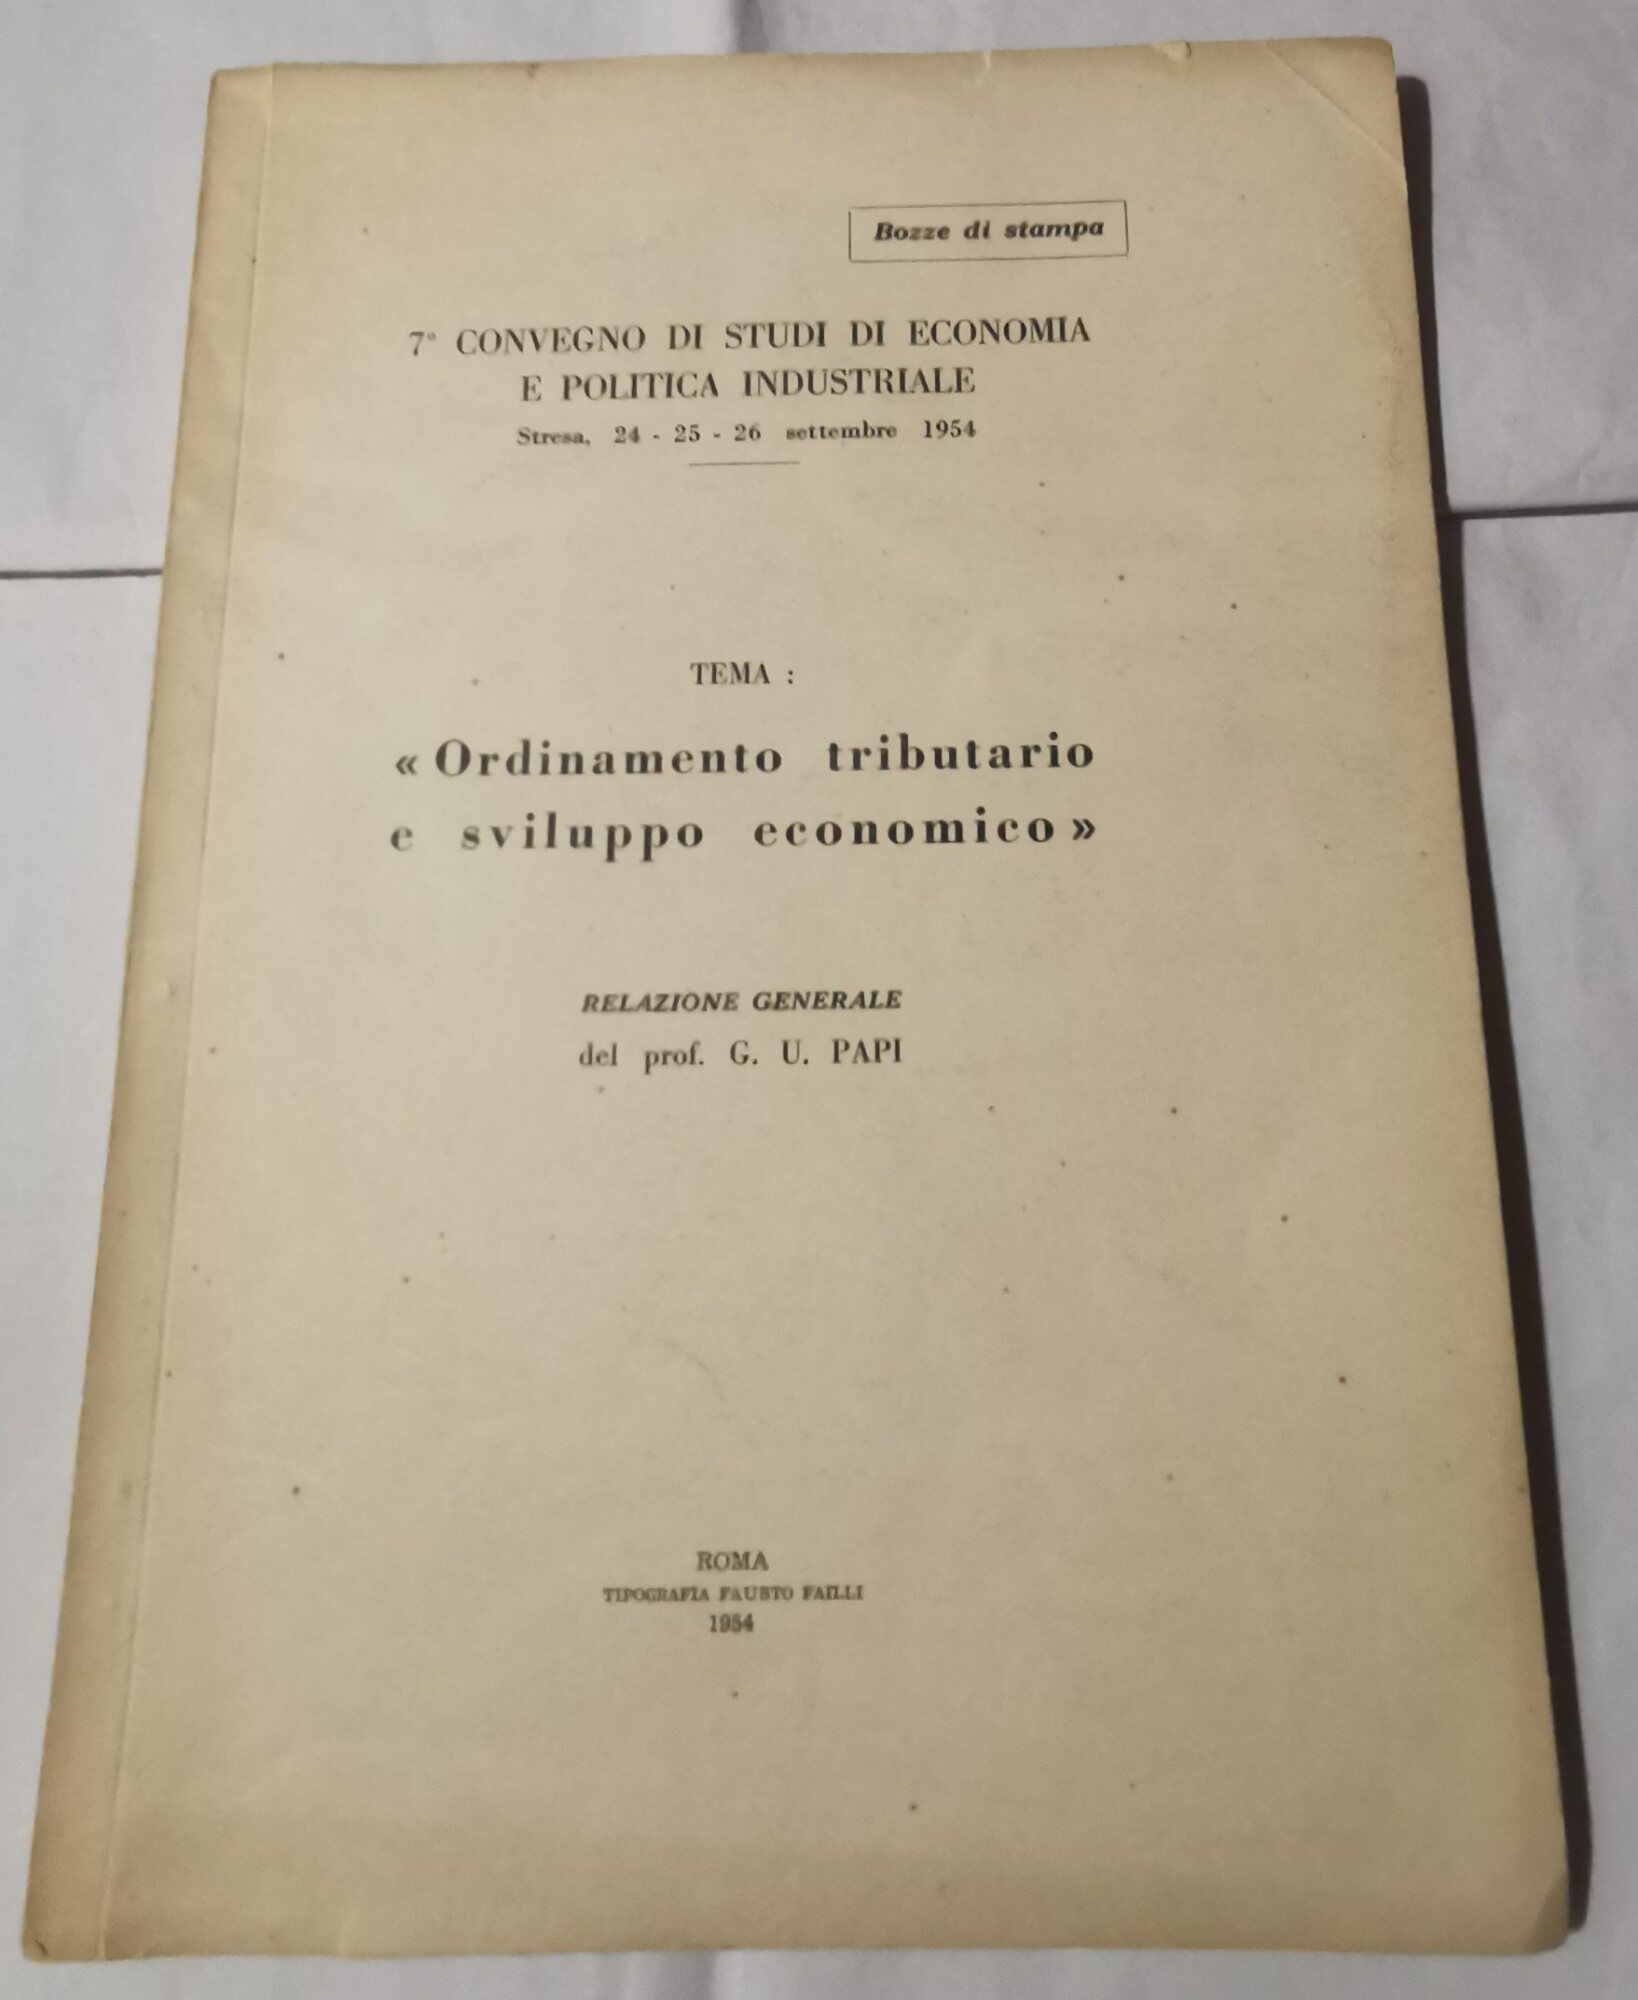 Bozze di stampa
7° CONVEGNO DI STUDI DI ECONOMIA
E POLITICA INDUSTRIALE
Stresa, 24 - 25 - 26 settembre 1954
TEMA :
« Ordinamento tributario
e sviluppo economico »
RELAZIONE GENERALE
del prof. G. U. PAPI
ROMA
TIPOGRAFIA FAUSTO FAILLI
1954